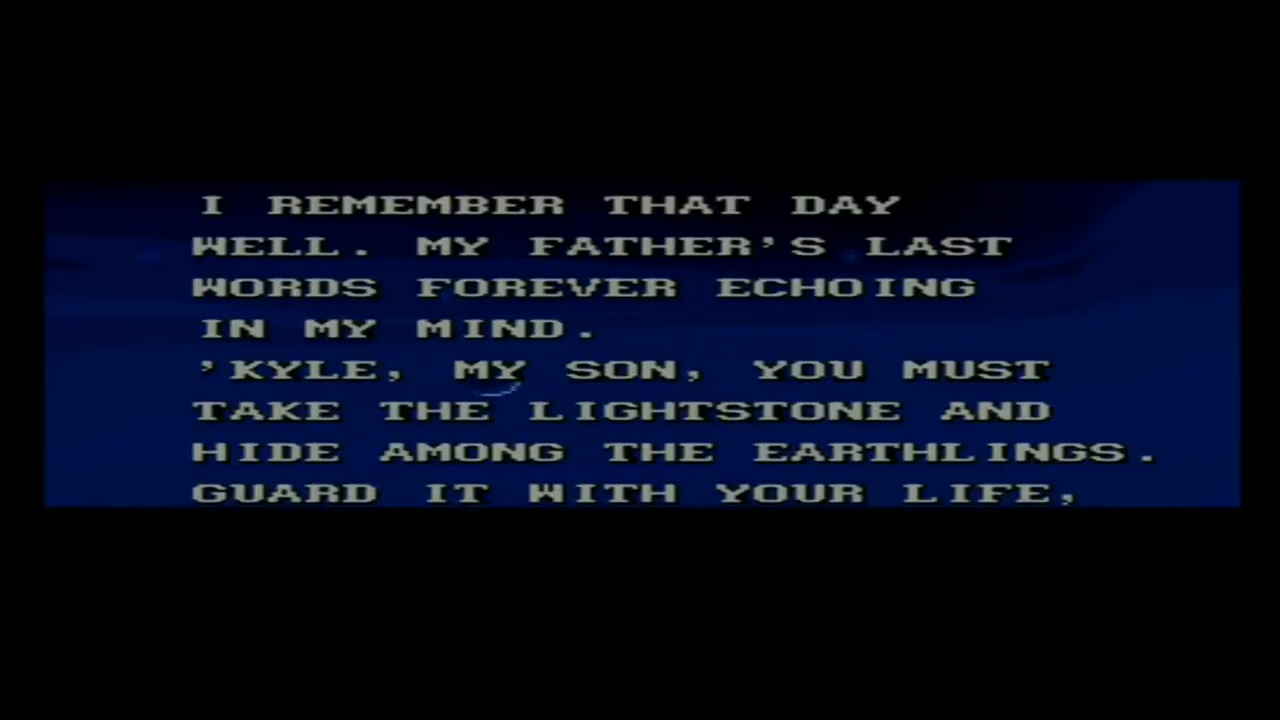 I REMEMBER THAT DAY
WELL. MY FATHER'S LAST
WORDS FOREVER ECHOING
IN MY MIND.
'KYLE, MY SON, YOU MUST
TAKE THE LIGHTSTONE AND
HIDE AMONG THE EARTHLINGS.
GUARD IT WITH YOUR LIFE,